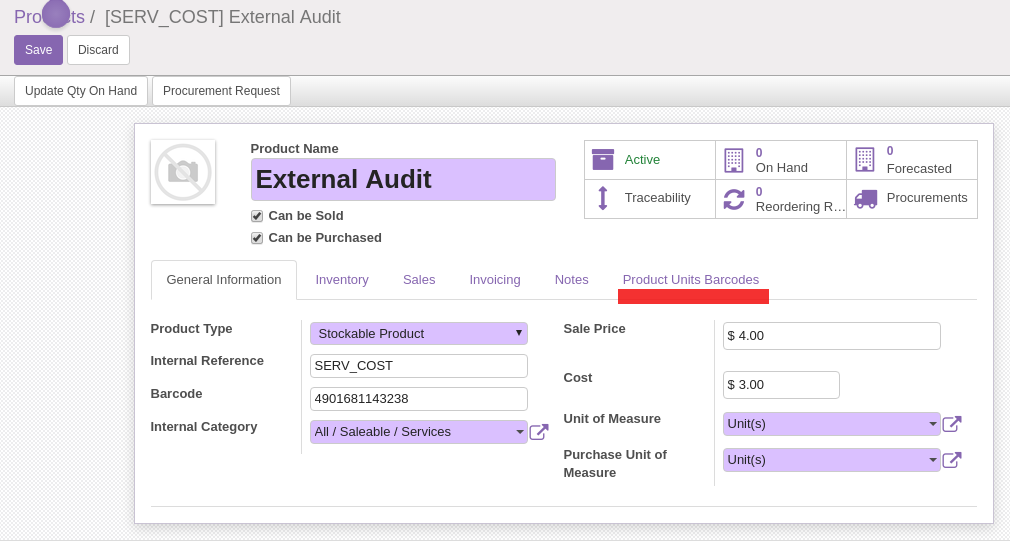 Products / [SERV_COST] External Audit
Save Discard
Update Qty On Hand Procurement Request
Product Name
External Audit
Can be Sold
Can be Purchased
Active
0
On Hand
0
Forecasted
Traceability
0
Reordering R...
Procurements
General Information Inventory Sales Invoicing Notes Product Units Barcodes
Product Type Stockable Product
Internal Reference SERV_COST
Barcode 4901681143238
Internal Category All / Saleable / Services
Sale Price $ 4.00
Cost $ 3.00
Unit of Measure Unit(s)
Purchase Unit of
Measure
Unit(s)